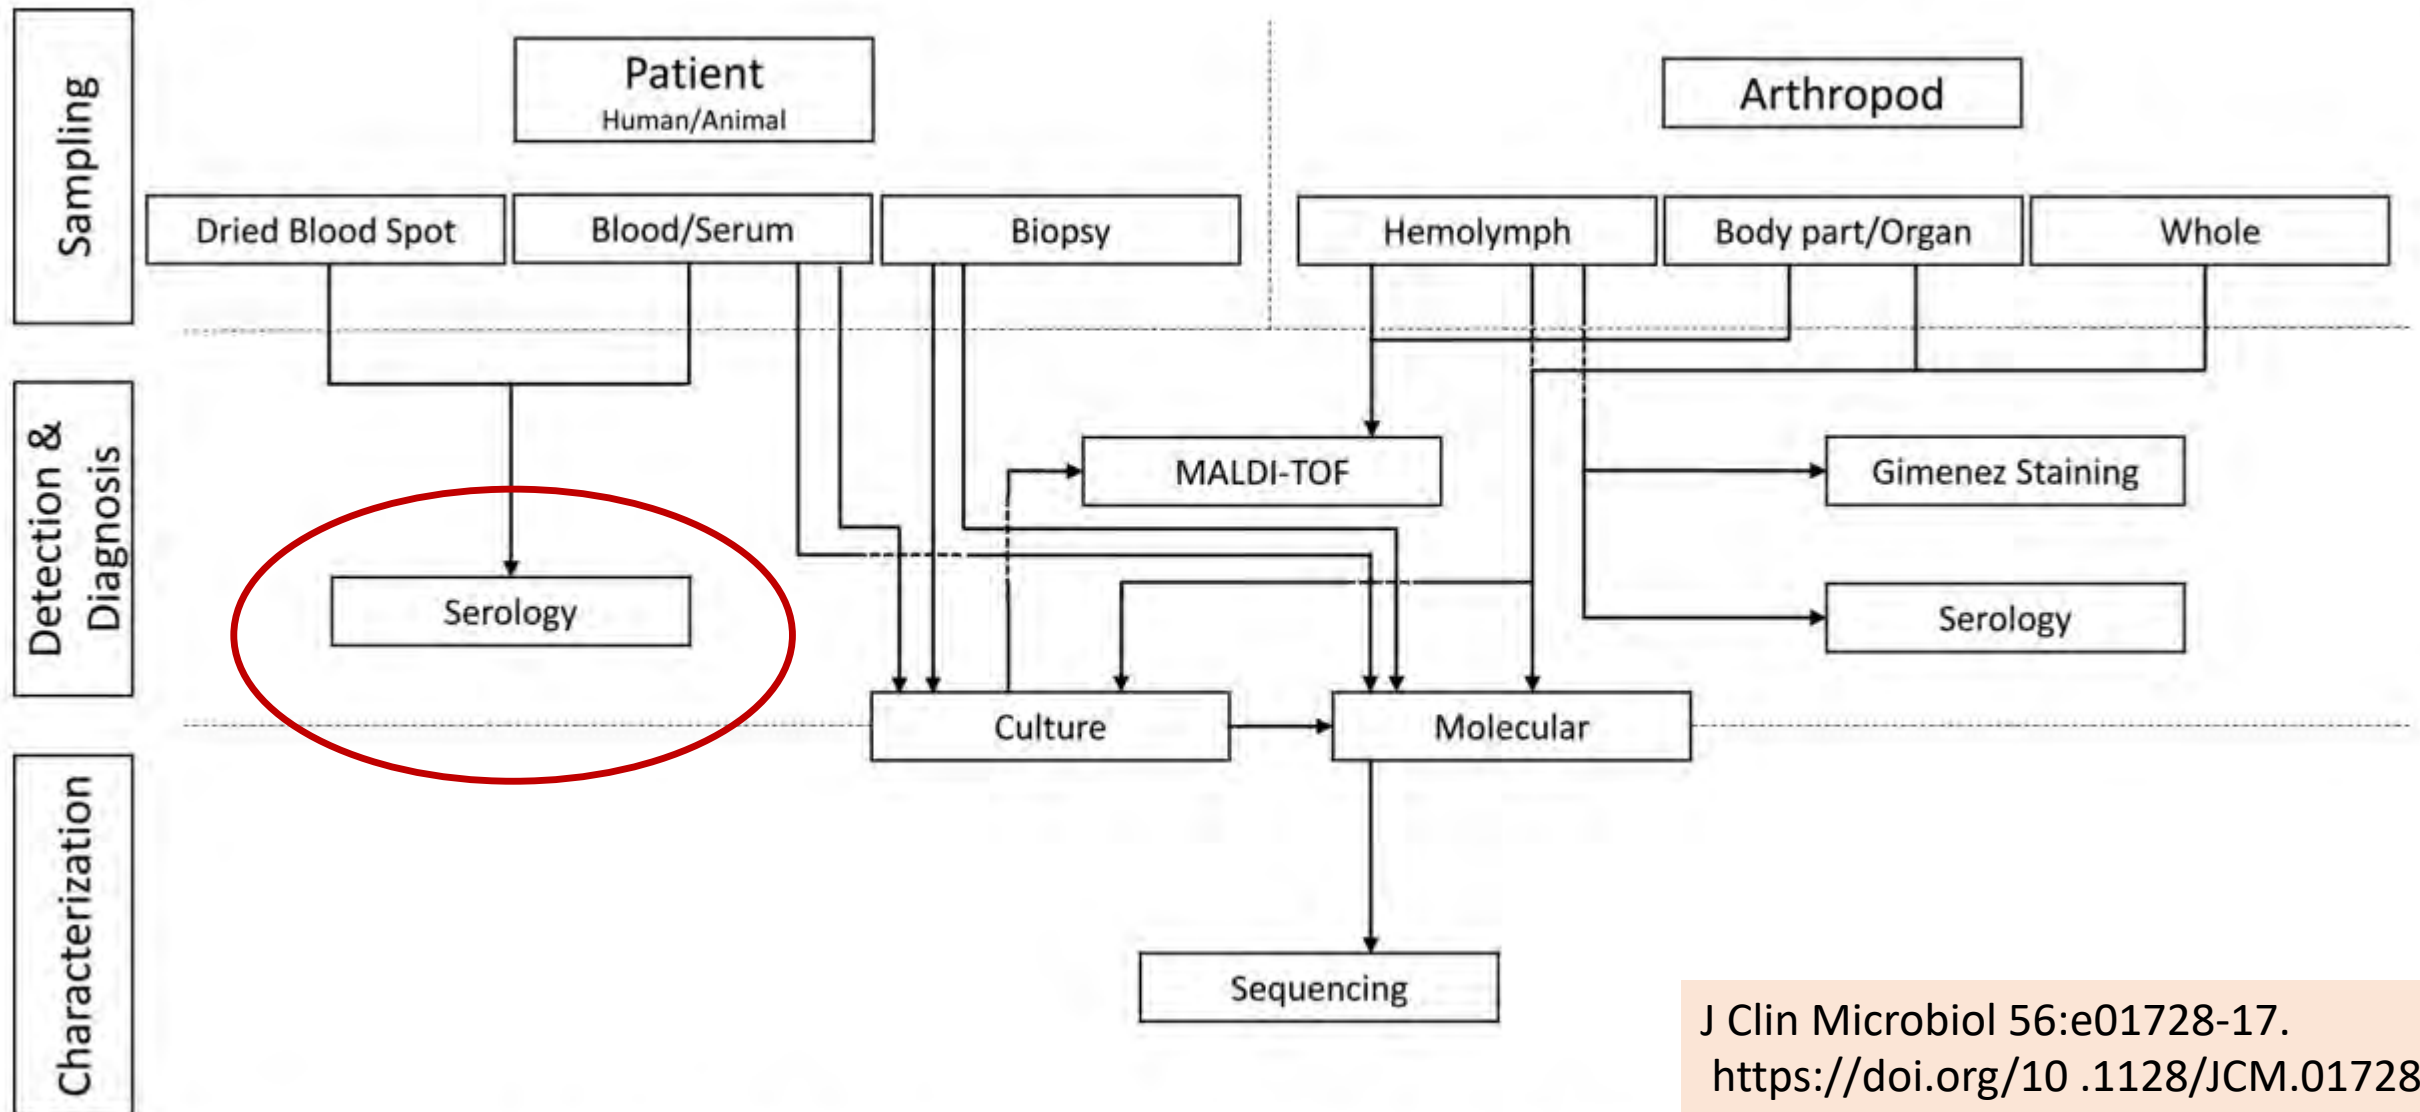 Sampling
Patient
Human/Animal
Arthropod
Dried Blood Spot
Blood/Serum
Biopsy
Hemolymph
Body part/Organ
Whole
Detection &
Diagnosis
MALDI-TOF
Gimenez Staining
Serology
Serology
Culture
Molecular
Characterization
Sequencing
J Clin Microbiol 56:e01728-17.
https://doi.org/10 .1128/JCM.01728